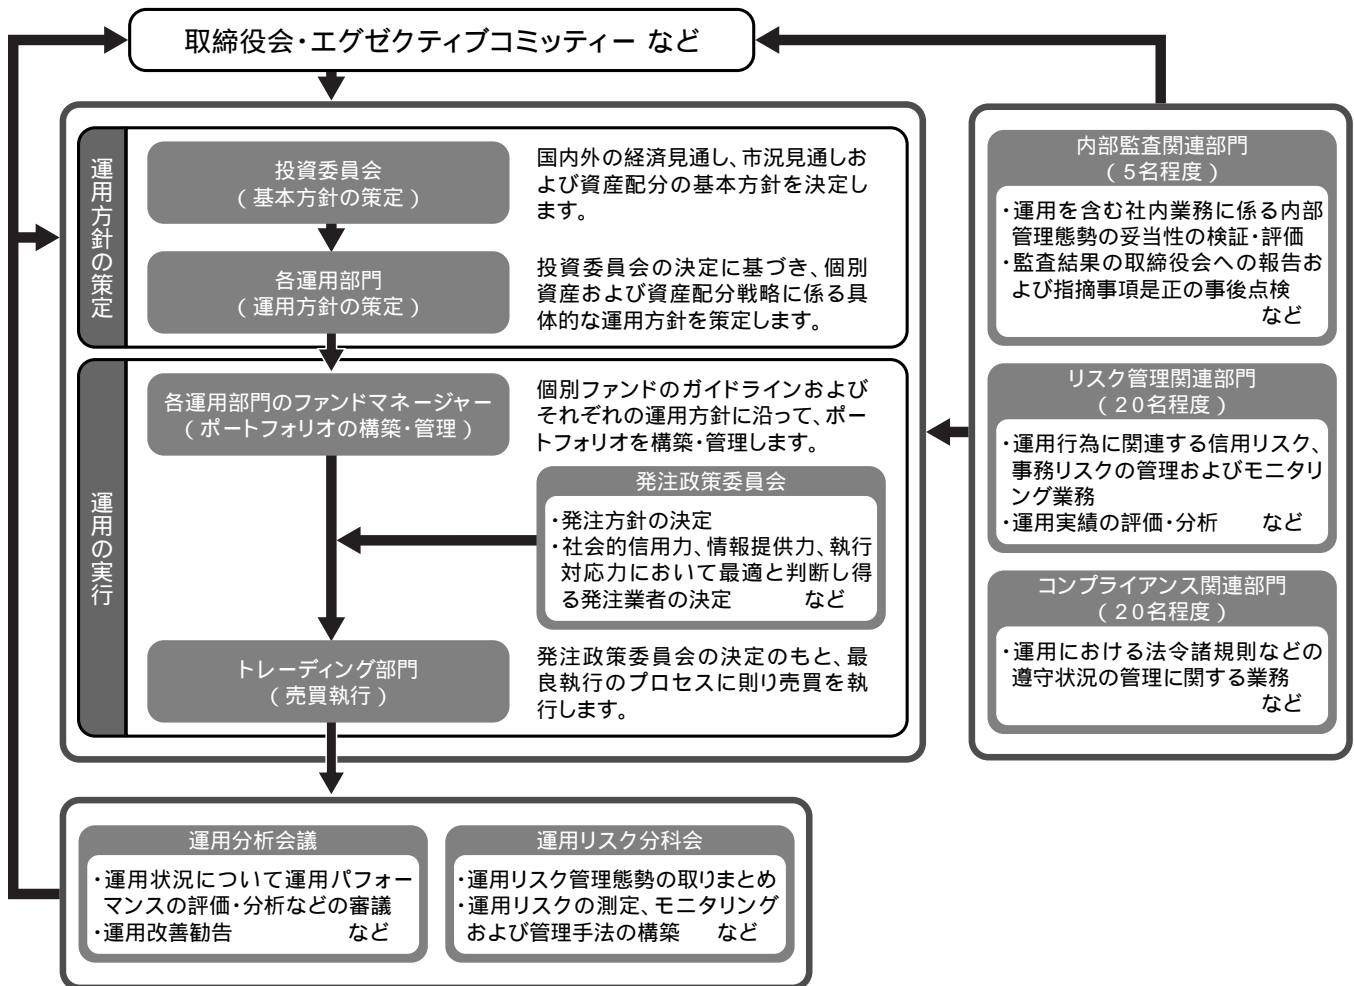 取締役会・エグゼクティブコミッティー など
運用方針の策定
投資委員会
(基本方針の策定)
国内外の経済見通し、市況見通しお
よび資産配分の基本方針を決定し
ます。
各運用部門
(運用方針の策定)
投資委員会の決定に基づき、個別
資産および資産配分戦略に係る具
体的な運用方針を策定します。
運用の実行
各運用部門のファンドマネージャー
(ポートフォリオの構築・管理)
個別ファンドのガイドラインおよび
それぞれの運用方針に沿って、ポー
トフォリオを構築・管理します。
発注政策委員会
・発注方針の決定
・社会的信用力、情報提供力、執行
対応力において最適と判断し得
る発注業者の決定 など
トレーディング部門
(売買執行)
発注政策委員会の決定のもと、最
良執行のプロセスに則り売買を執
行します。
内部監査関連部門
(5名程度)
・運用を含む社内業務に係る内部
管理態勢の妥当性の検証・評価
・監査結果の取締役会への報告お
よび指摘事項是正の事後点検
など
リスク管理関連部門
(20名程度)
・運用行為に関連する信用リスク、
事務リスクの管理およびモニタリ
ング業務
・運用実績の評価・分析 など
コンプライアンス関連部門
(20名程度)
・運用における法令諸規則などの
遵守状況の管理に関する業務
など
運用分析会議
・運用状況について運用パフォー
マンスの評価・分析などの審議
・運用改善勧告 など
運用リスク分科会
・運用リスク管理態勢の取りまとめ
・運用リスクの測定、モニタリング
および管理手法の構築 など